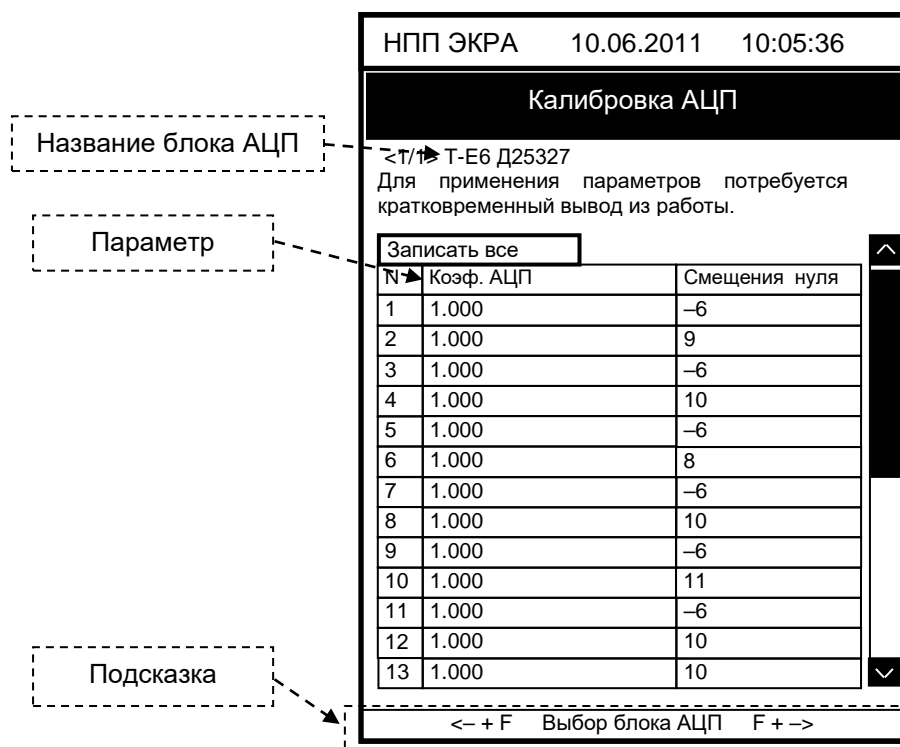 НПП ЭКРА 10.06.2011 10:05:36
Калибровка АЦП
Название блока АЦП
<1/1> Т-Е6 Д25327
Для применения параметров потребуется
кратковременный вывод из работы.
Параметр
Записать все
N Коэф. АЦП Смещения нуля
1 1.000 –6
2 1.000 9
3 1.000 –6
4 1.000 10
5 1.000 –6
6 1.000 8
7 1.000 –6
8 1.000 10
9 1.000 –6
10 1.000 11
11 1.000 –6
12 1.000 10
13 1.000 10
Подсказка
<– + F Выбор блока АЦП F + –>